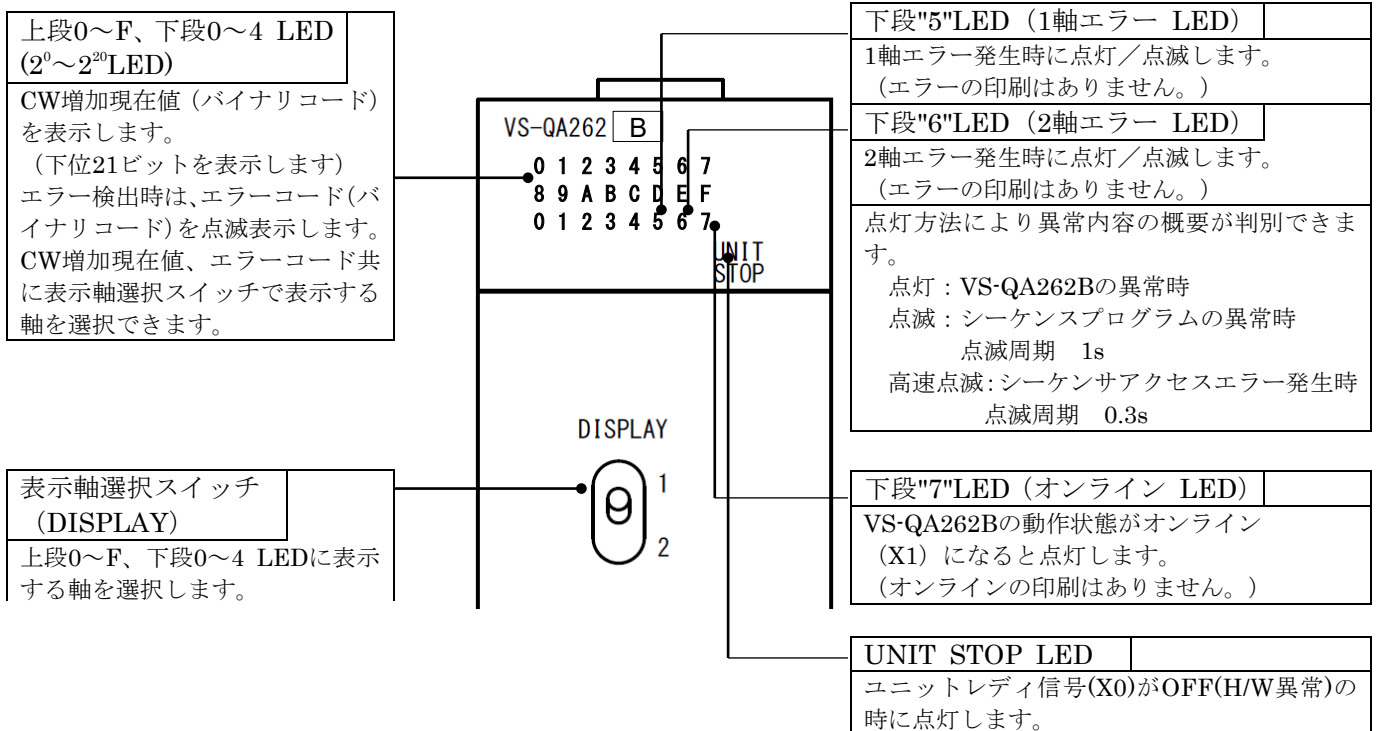 上段0～F、下段0～4 LED
(2⁰～2²⁰LED)
CW増加現在値（バイナリコード）
を表示します。
（下位21ビットを表示します）
エラー検出時は、エラーコード（バ
イナリコード）を点滅表示します。
CW増加現在値、エラーコード共
に表示軸選択スイッチで表示する
軸を選択できます。
表示軸選択スイッチ
（DISPLAY）
上段0～F、下段0～4 LEDに表示
する軸を選択します。
VS-QA262 B
0 1 2 3 4 5 6 7
8 9 A B C D E F
0 1 2 3 4 5 6 7
UNIT
STOP
DISPLAY
1
2
下段"5"LED（1軸エラー LED）
1軸エラー発生時に点灯／点滅します。
（エラーの印刷はありません。）
下段"6"LED（2軸エラー LED）
2軸エラー発生時に点灯／点滅します。
（エラーの印刷はありません。）
点灯方法により異常内容の概要が判別できま
す。
点灯：VS-QA262Bの異常時
点滅：シーケンスプログラムの異常時
点滅周期　1s
高速点滅：シーケンサアクセスエラー発生時
点滅周期　0.3s
下段"7"LED（オンライン LED）
VS-QA262Bの動作状態がオンライン
（X1）になると点灯します。
（オンラインの印刷はありません。）
UNIT STOP LED
ユニットレディ信号(X0)がOFF(H/W異常)の
時に点灯します。